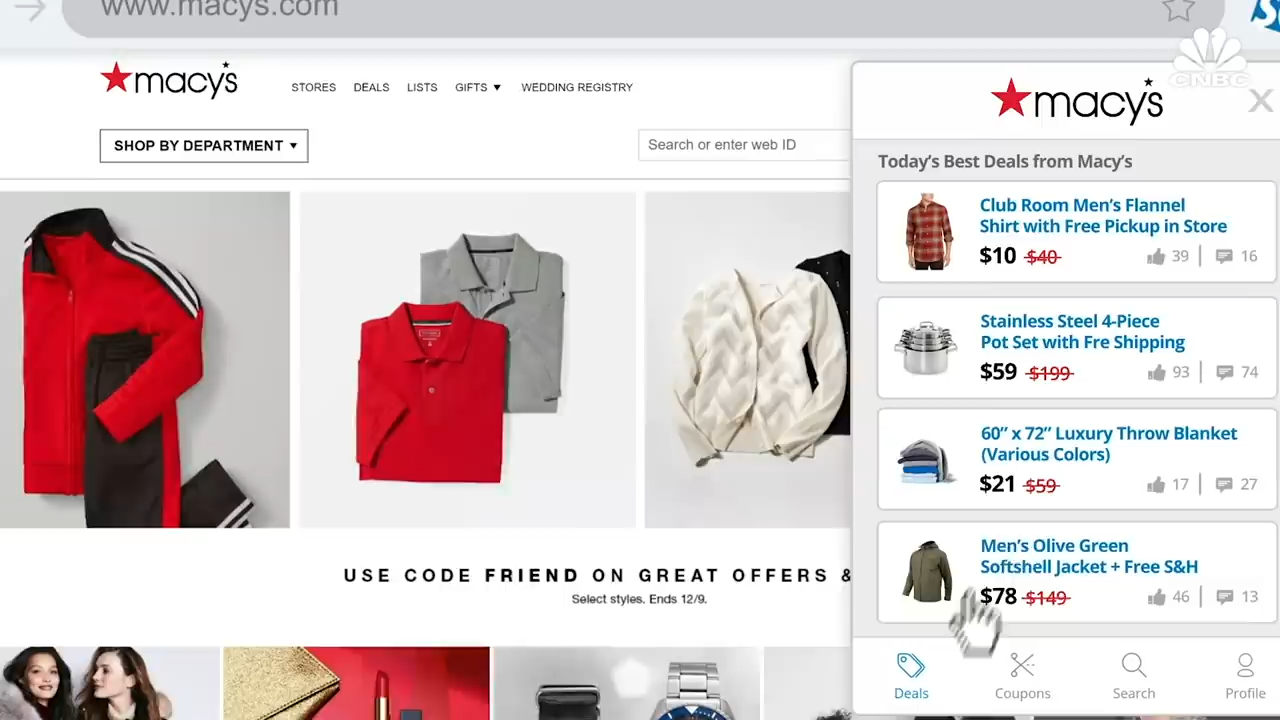 www.macys.com
CNBC
macy's
STORES DEALS LISTS GIFTS ▼ WEDDING REGISTRY
SHOP BY DEPARTMENT ▼
Search or enter web ID
USE CODE FRIEND ON GREAT OFFERS &
Select styles. Ends 12/9.
macy's
X
Today's Best Deals from Macy's
Club Room Men's Flannel
Shirt with Free Pickup in Store
$10 $40 39 | 16
Stainless Steel 4-Piece
Pot Set with Fre Shipping
$59 $199 93 | 74
60” x 72” Luxury Throw Blanket
(Various Colors)
$21 $59 17 | 27
Men's Olive Green
Softshell Jacket + Free S&H
$78 $149 46 | 13
Deals Coupons Search Profile